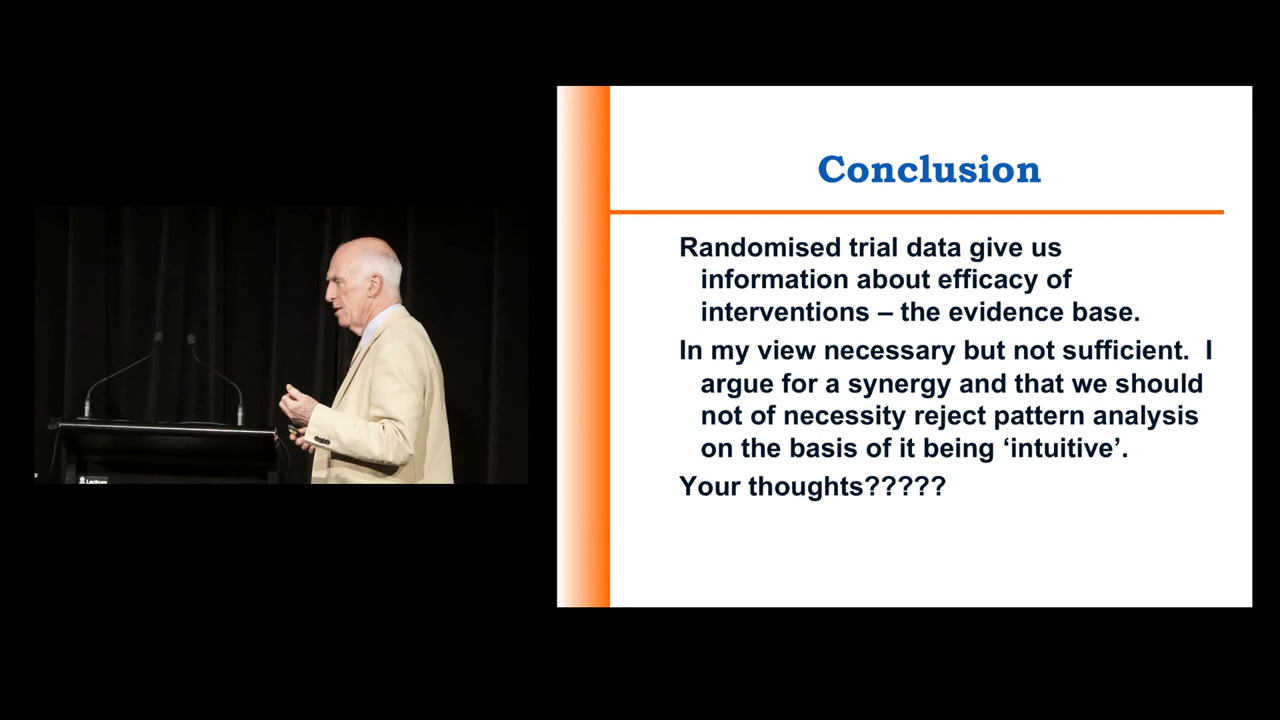 Conclusion
Randomised trial data give us
information about efficacy of
interventions – the evidence base.
In my view necessary but not sufficient.  I
argue for a synergy and that we should
not of necessity reject pattern analysis
on the basis of it being ‘intuitive’.
Your thoughts?????
Lectrum